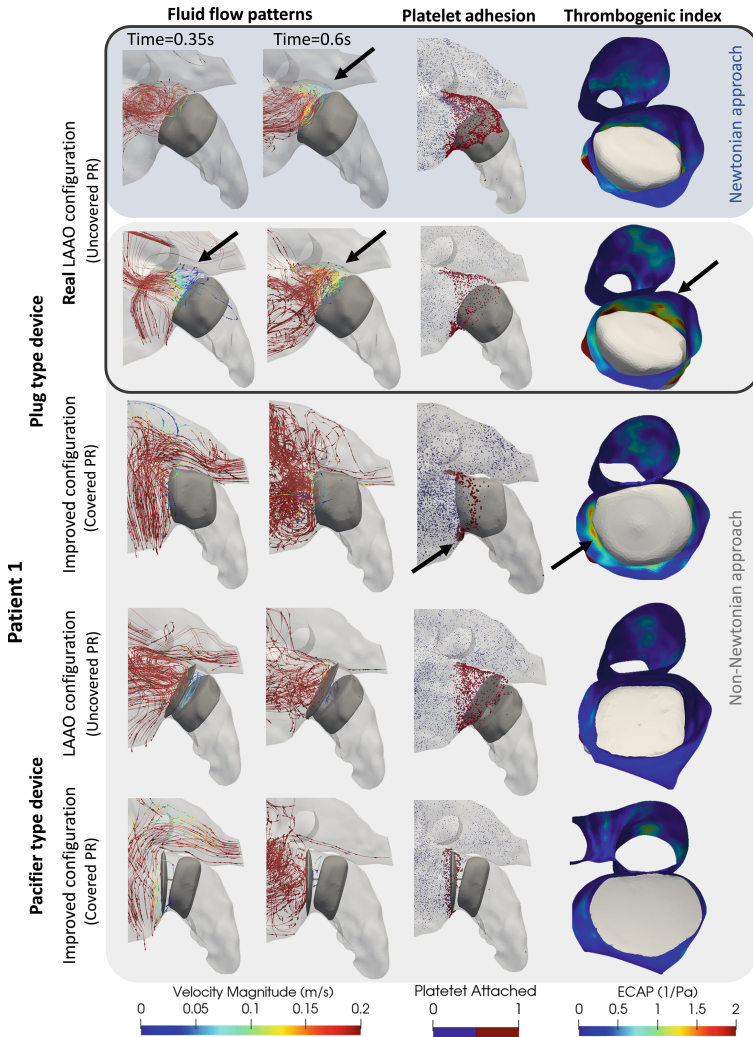 Fluid flow patterns
Platelet adhesion
Thrombogenic index
Time=0.35s
Time=0.6s
Patient 1
Plug type device
Real LAAO configuration
(Uncovered PR)
Newtonian approach
Improved configuration
(Covered PR)
Pacifier type device
LAAO configuration
(Uncovered PR)
Improved configuration
(Covered PR)
Non-Newtonian approach
Velocity Magnitude (m/s)
0 0.05 0.1 0.15 0.2
Platetet Attached
0 1
ECAP (1/Pa)
0 0.5 1 1.5 2